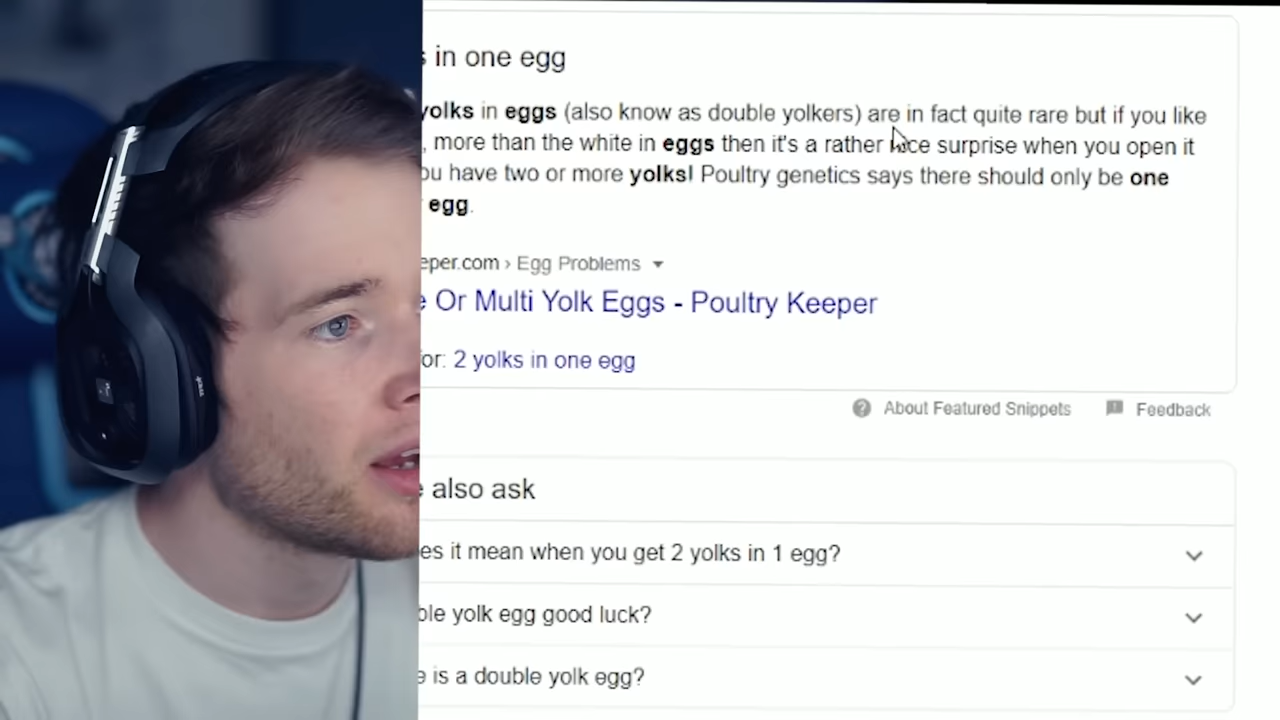 in one egg
yolks in eggs (also know as double yolkers) are in fact quite rare but if you like
, more than the white in eggs then it's a rather nice surprise when you open it
ou have two or more yolks! Poultry genetics says there should only be one
egg.
eper.com › Egg Problems
e Or Multi Yolk Eggs - Poultry Keeper
for: 2 yolks in one egg
About Featured Snippets Feedback
also ask
es it mean when you get 2 yolks in 1 egg?
ble yolk egg good luck?
e is a double yolk egg?